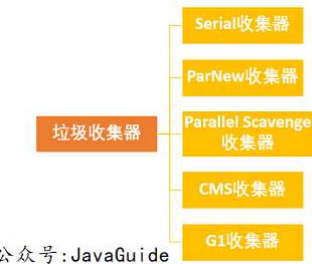 Serial收集器
ParNew收集器
垃圾收集器
Parallel Scavenge
收集器
CMS收集器
G1收集器
公众号:JavaGuide